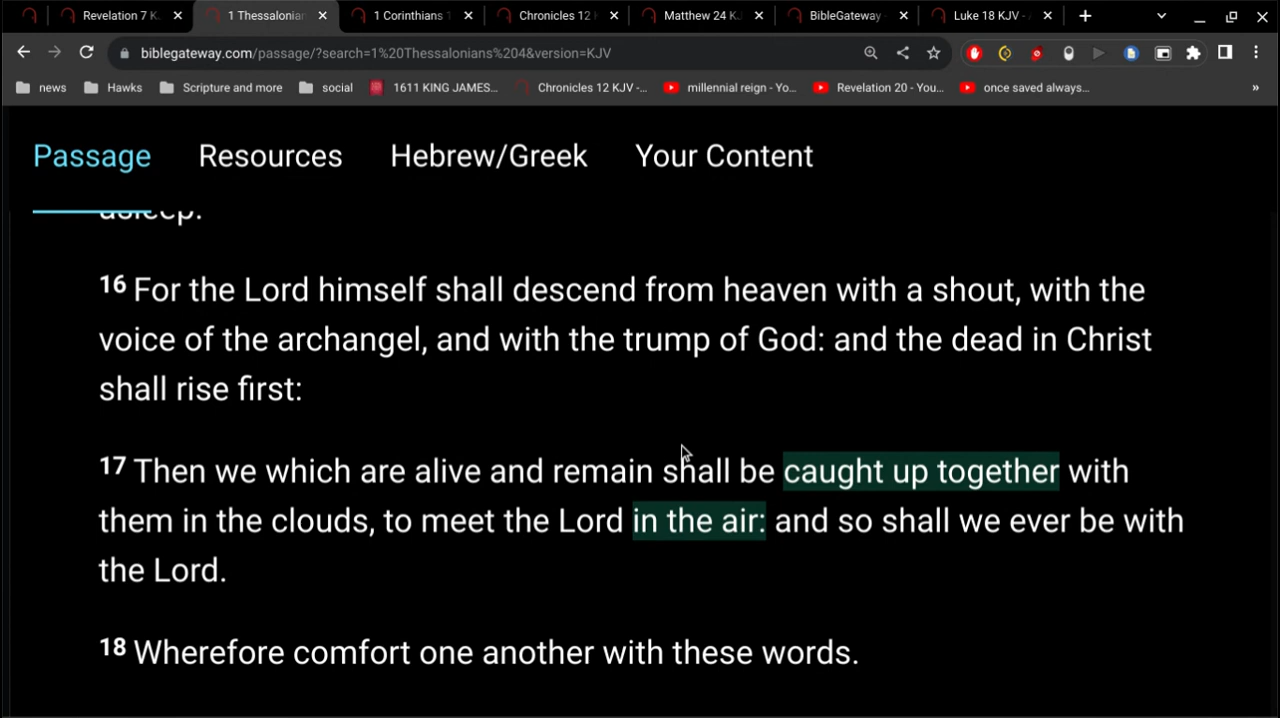 Revelation 7 K
1 Thessalonian
1 Corinthians 1
Chronicles 12 K
Matthew 24 KJ
BibleGateway
Luke 18 KJV -
biblegateway.com/passage/?search=1%20Thessalonians%204&version=KJV
news
Hawks
Scripture and more
social
1611 KING JAMES...
Chronicles 12 KJV -...
millennial reign - Yo...
Revelation 20 - You...
once saved always...
»
Passage
Resources
Hebrew/Greek
Your Content
asleep.
16 For the Lord himself shall descend from heaven with a shout, with the
voice of the archangel, and with the trump of God: and the dead in Christ
shall rise first:
17 Then we which are alive and remain shall be caught up together with
them in the clouds, to meet the Lord in the air: and so shall we ever be with
the Lord.
18 Wherefore comfort one another with these words.